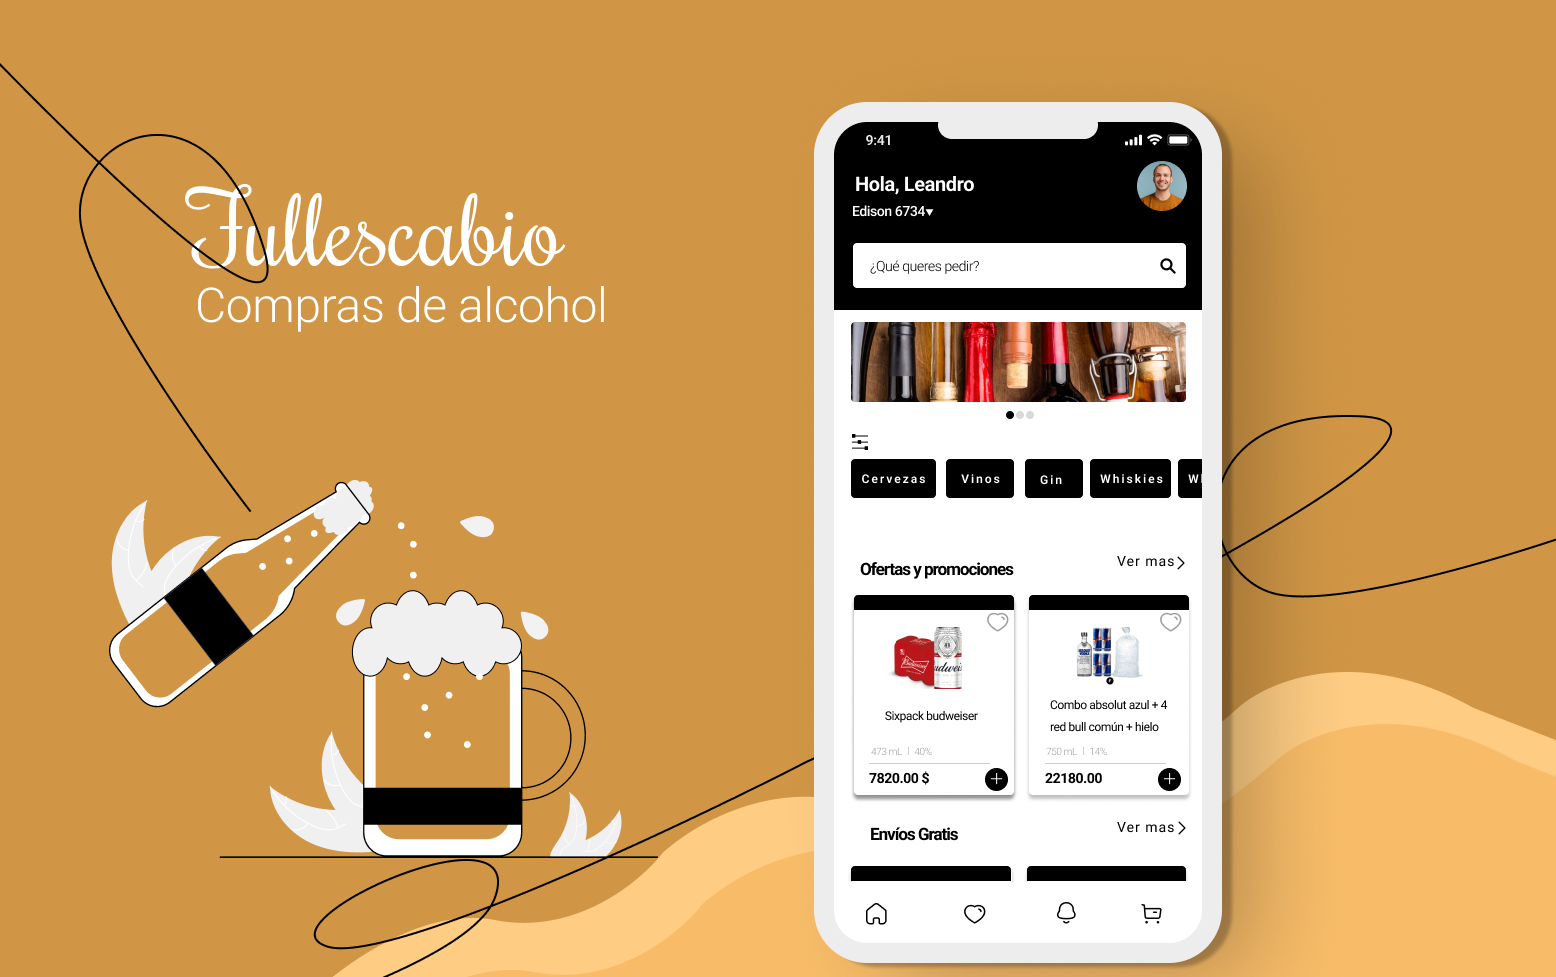 Fullescabio
Compras de alcohol
9:41
Hola, Leandro
Edison 6734▾
¿Qué queres pedir?
Cervezas
Vinos
Gin
Whiskies
Ofertas y promociones
Ver mas
Budweiser
Sixpack budweiser
473 mL | 40%
7820.00 $
Combo absolut azul + 4
red bull común + hielo
750 mL | 14%
22180.00
Envíos Gratis
Ver mas